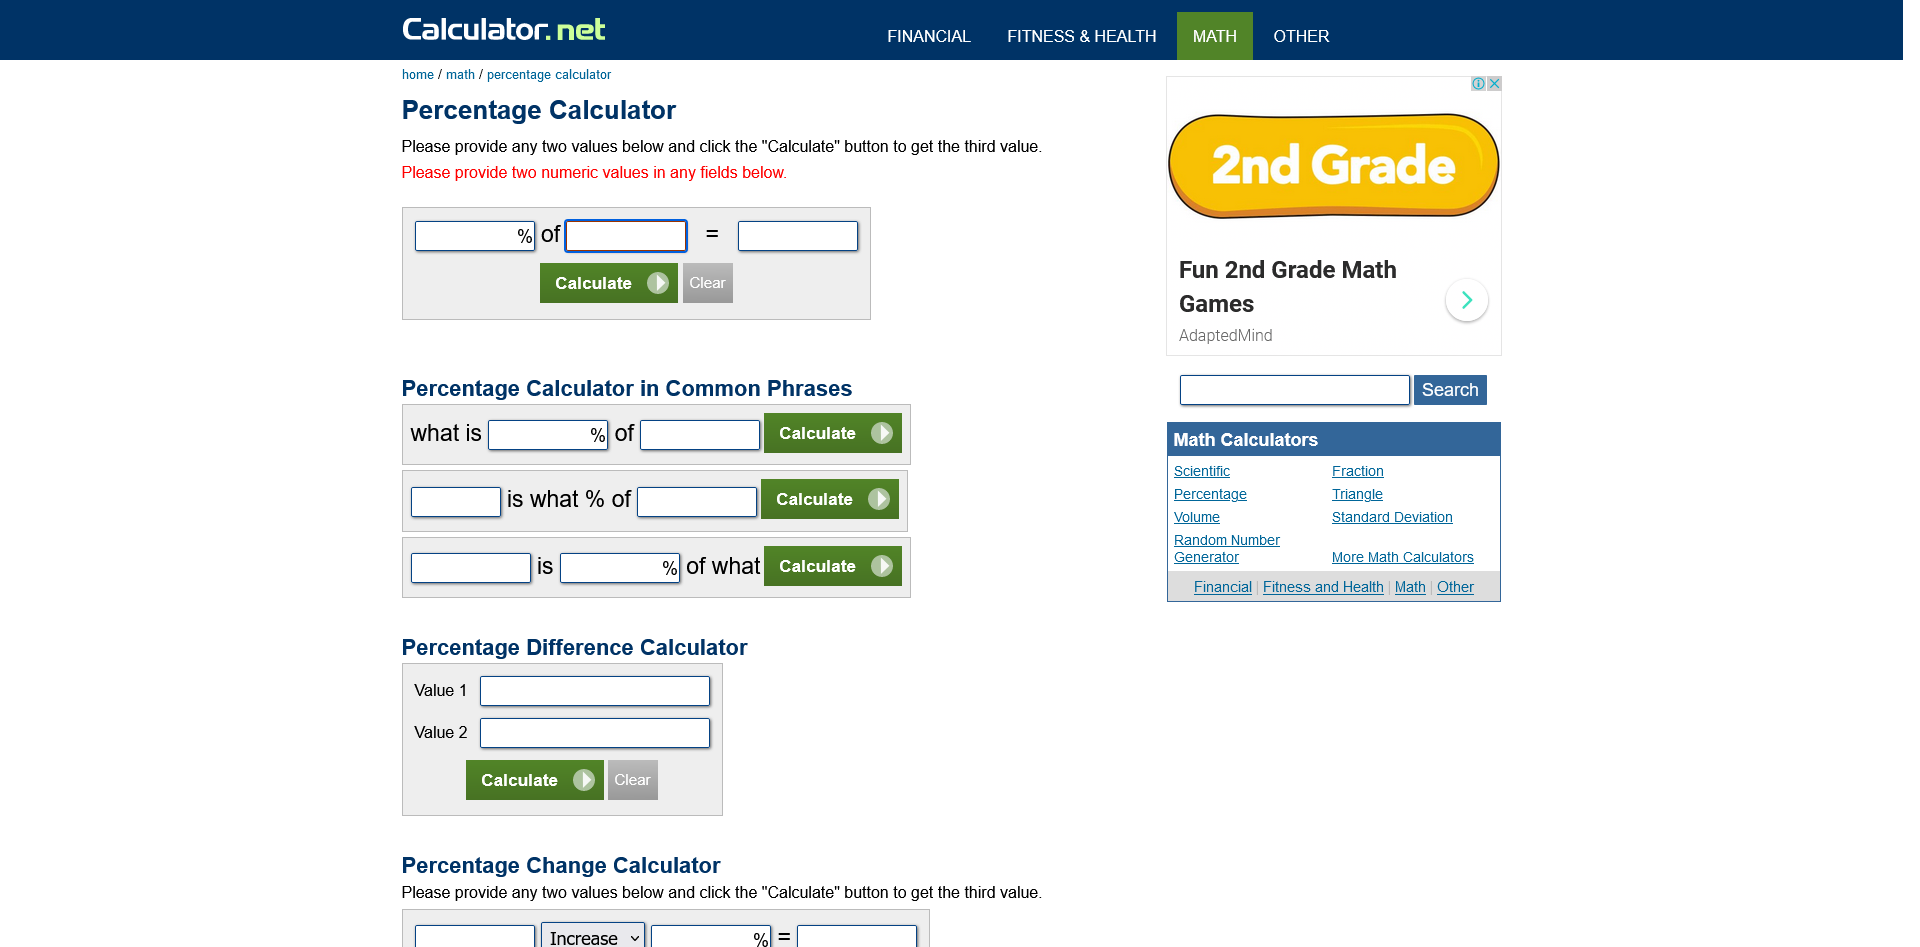 Calculator.net
FINANCIAL FITNESS & HEALTH MATH OTHER
home / math / percentage calculator
Percentage Calculator
Please provide any two values below and click the "Calculate" button to get the third value.
Please provide two numeric values in any fields below.
% of =
Calculate Clear
Percentage Calculator in Common Phrases
what is % of Calculate
is what % of Calculate
is % of what Calculate
Percentage Difference Calculator
Value 1
Value 2
Calculate Clear
Percentage Change Calculator
Please provide any two values below and click the "Calculate" button to get the third value.
Increase % =
2nd Grade
Fun 2nd Grade Math
Games
AdaptedMind
Search
Math Calculators
Scientific Fraction
Percentage Triangle
Volume Standard Deviation
Random Number
Generator More Math Calculators
Financial | Fitness and Health | Math | Other